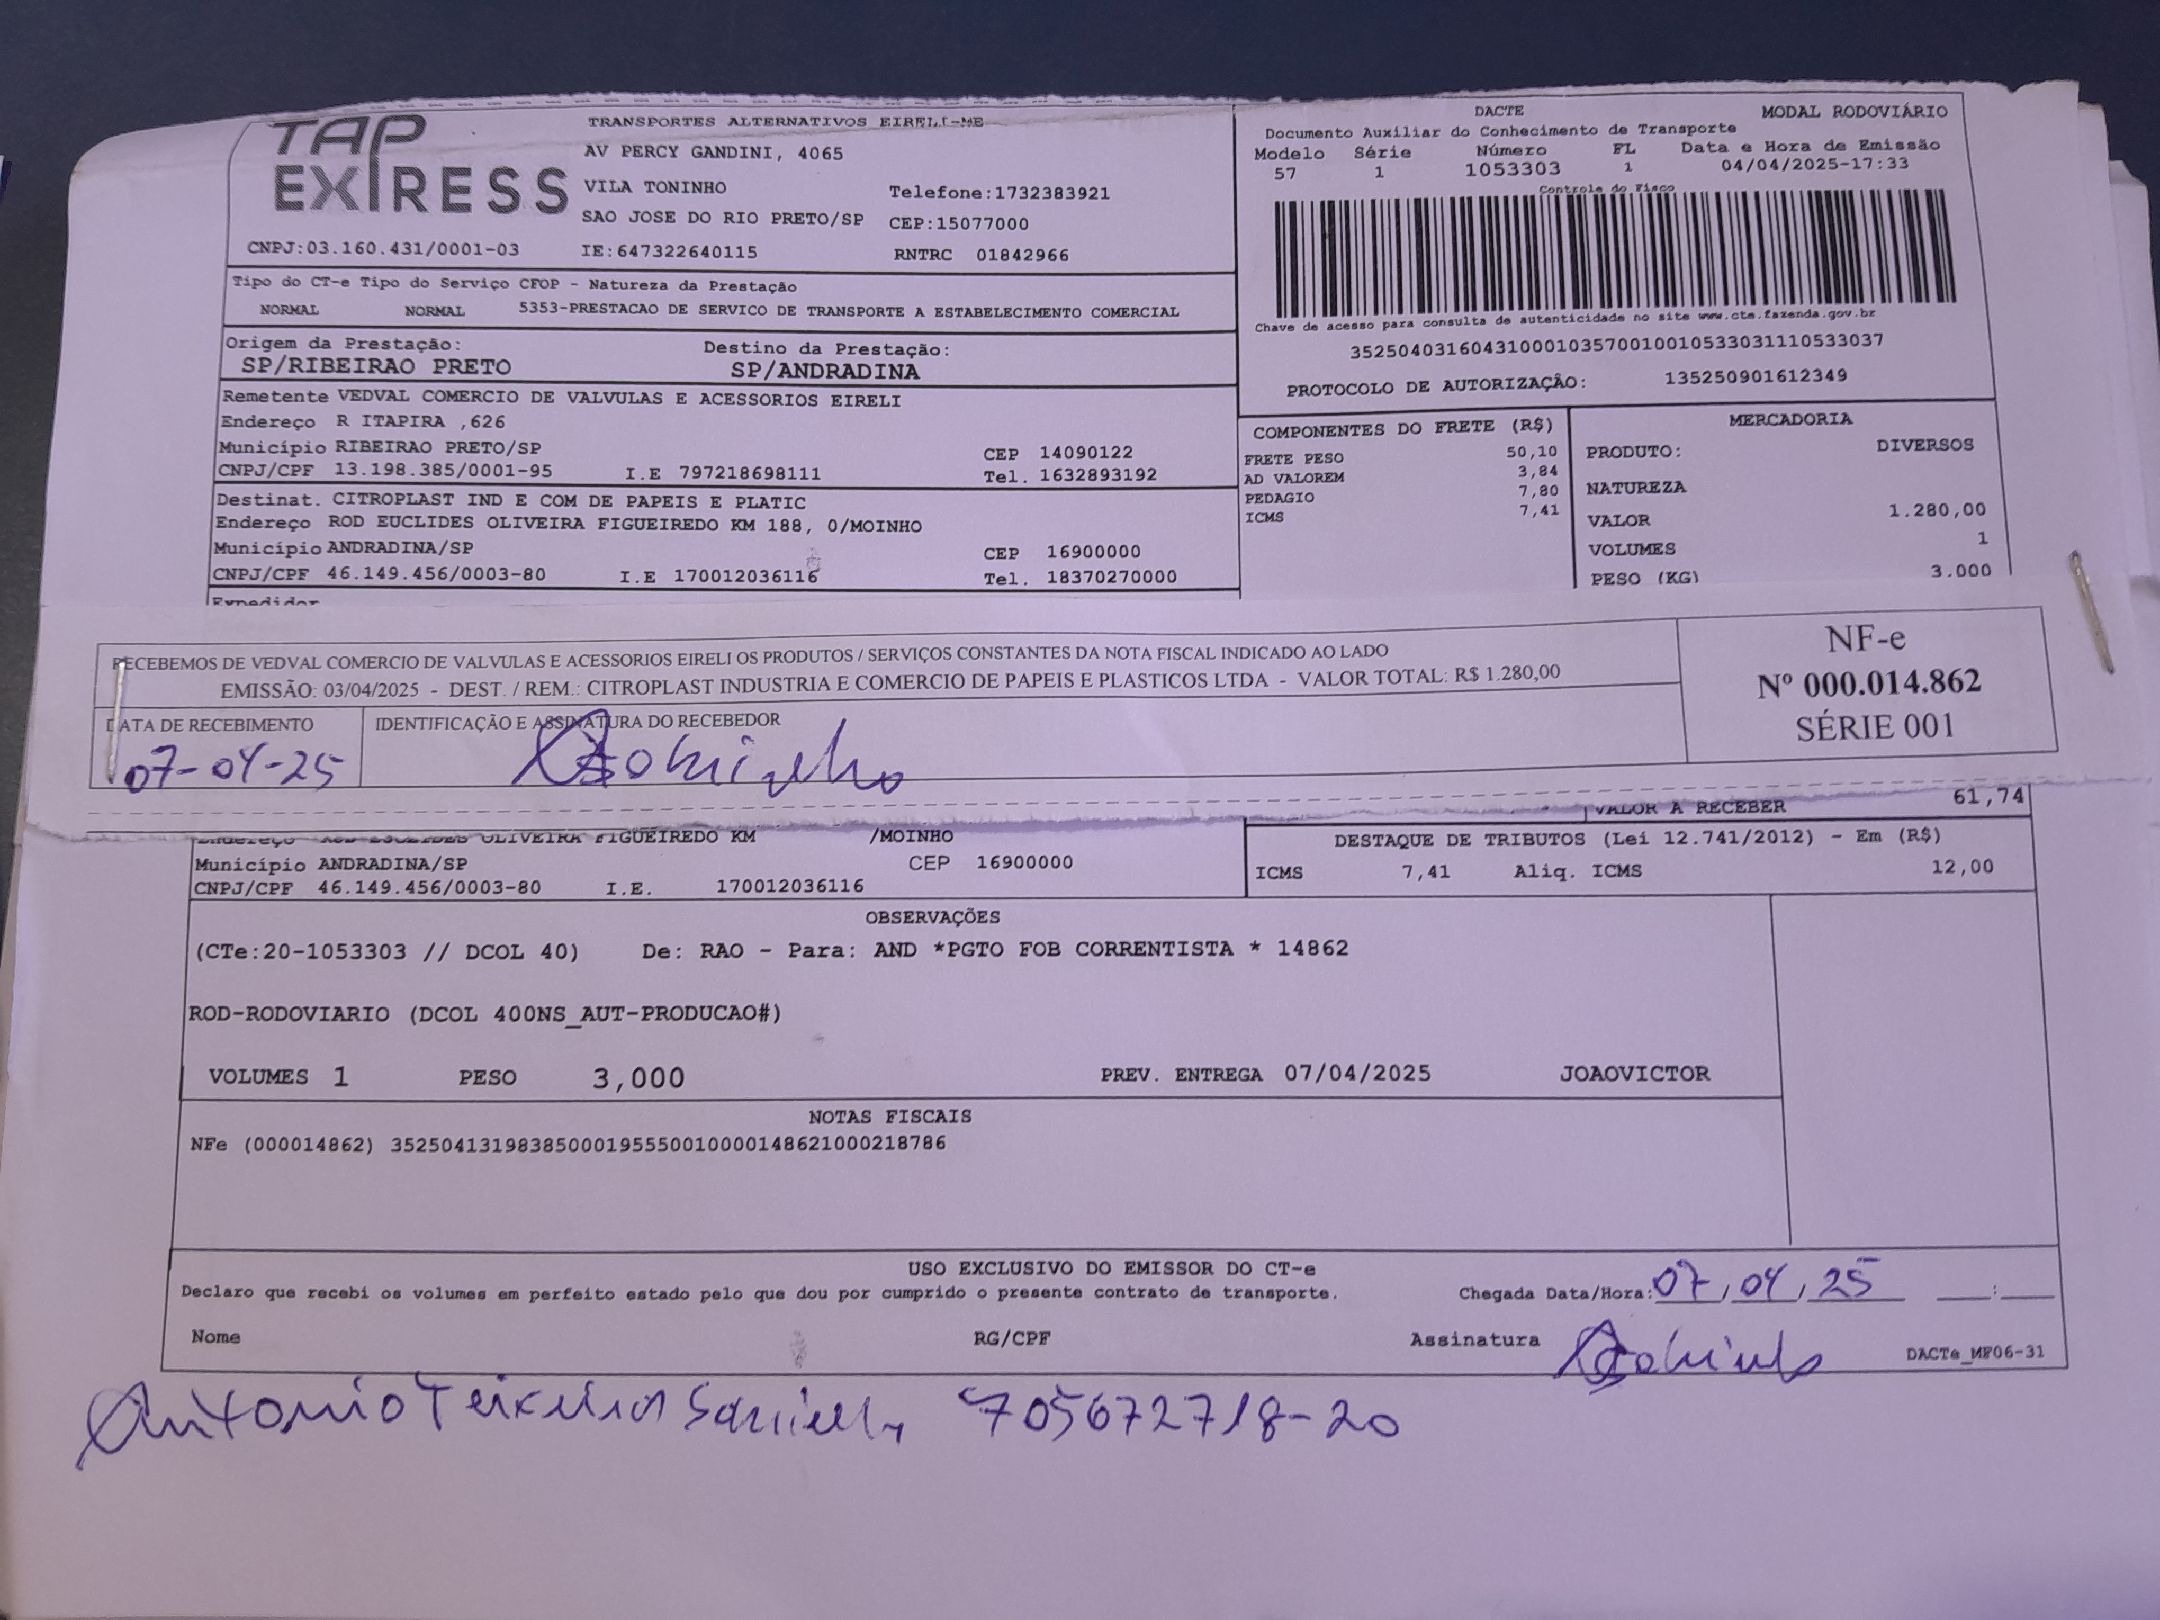 TAP EXPRESS
TRANSPORTES ALTERNATIVOS EIRELI-ME
AV PERCY GANDINI, 4065
VILA TONINHO Telefone:1732383921
SAO JOSE DO RIO PRETO/SP CEP:15077000
CNPJ:03.160.431/0001-03 IE:647322640115 RNTRC 01842966
DACTE MODAL RODOVIÁRIO
Documento Auxiliar do Conhecimento de Transporte
Modelo Série Número FL Data e Hora de Emissão
57 1 1053303 1 04/04/2025-17:33
Controle do Fisco
Chave de acesso para consulta de autenticidade no site www.cte.fazenda.gov.br
35250403160431000103570010010533031110533037
PROTOCOLO DE AUTORIZAÇÃO: 135250901612349
Tipo do CT-e Tipo do Serviço CFOP - Natureza da Prestação
NORMAL NORMAL 5353-PRESTACAO DE SERVICO DE TRANSPORTE A ESTABELECIMENTO COMERCIAL
Origem da Prestação: Destino da Prestação:
SP/RIBEIRAO PRETO SP/ANDRADINA
Remetente VEDVAL COMERCIO DE VALVULAS E ACESSORIOS EIRELI
Endereço R ITAPIRA ,626
Município RIBEIRAO PRETO/SP CEP 14090122
CNPJ/CPF 13.198.385/0001-95 I.E 797218698111 Tel. 1632893192
Destinat. CITROPLAST IND E COM DE PAPEIS E PLATIC
Endereço ROD EUCLIDES OLIVEIRA FIGUEIREDO KM 188, 0/MOINHO
Município ANDRADINA/SP CEP 16900000
CNPJ/CPF 46.149.456/0003-80 I.E 170012036116 Tel. 18370270000
Expedidor
COMPONENTES DO FRETE (R$)
FRETE PESO 50,10
AD VALOREM 3,84
PEDAGIO 7,80
ICMS 7,41
MERCADORIA
PRODUTO: DIVERSOS
NATUREZA
VALOR 1.280,00
VOLUMES 1
PESO (KG) 3.000
RECEBEMOS DE VEDVAL COMERCIO DE VALVULAS E ACESSORIOS EIRELI OS PRODUTOS / SERVIÇOS CONSTANTES DA NOTA FISCAL INDICADO AO LADO
EMISSÃO: 03/04/2025 - DEST. / REM.: CITROPLAST INDUSTRIA E COMERCIO DE PAPEIS E PLASTICOS LTDA - VALOR TOTAL: R$ 1.280,00
DATA DE RECEBIMENTO IDENTIFICAÇÃO E ASSINATURA DO RECEBEDOR
07-04-25
NF-e
Nº 000.014.862
SÉRIE 001
VALOR A RECEBER 61,74
Endereço OLIVEIRA FIGUEIREDO KM /MOINHO
Município ANDRADINA/SP CEP 16900000
CNPJ/CPF 46.149.456/0003-80 I.E. 170012036116
DESTAQUE DE TRIBUTOS (Lei 12.741/2012) - Em (R$)
ICMS 7,41 Aliq. ICMS 12,00
OBSERVAÇÕES
(CTe:20-1053303 // DCOL 40) De: RAO - Para: AND *PGTO FOB CORRENTISTA * 14862
ROD-RODOVIARIO (DCOL 400NS_AUT-PRODUCAO#)
VOLUMES 1 PESO 3,000 PREV. ENTREGA 07/04/2025 JOAOVICTOR
NOTAS FISCAIS
NFe (000014862) 35250413198385000195550010000148621000218786
USO EXCLUSIVO DO EMISSOR DO CT-e
Declaro que recebi os volumes em perfeito estado pelo que dou por cumprido o presente contrato de transporte. Chegada Data/Hora: 07/04/25 __:__
Nome RG/CPF Assinatura DACTe_MF06-31
Antonio Teixeira 705672718-20